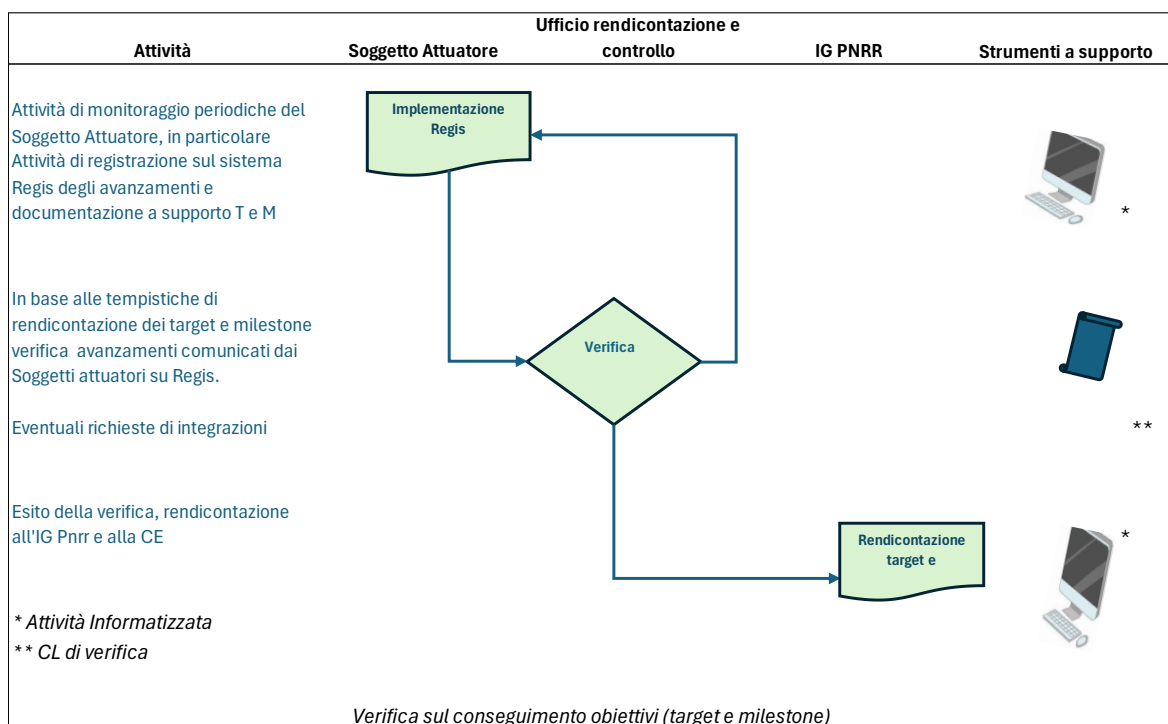 Attività
Soggetto Attuatore
Ufficio rendicontazione e
controllo
IG PNRR
Strumenti a supporto
Attività di monitoraggio periodiche del
Soggetto Attuatore, in particolare
Attività di registrazione sul sistema
Regis degli avanzamenti e
documentazione a supporto T e M
Implementazione
Regis
*
In base alle tempistiche di
rendicontazione dei target e milestone
verifica  avanzamenti comunicati dai
Soggetti attuatori su Regis.
Verifica
Eventuali richieste di integrazioni
**
Esito della verifica, rendicontazione
all'IG Pnrr e alla CE
Rendicontazione
target e
*
* Attività Informatizzata
** CL di verifica
Verifica sul conseguimento obiettivi (target e milestone)